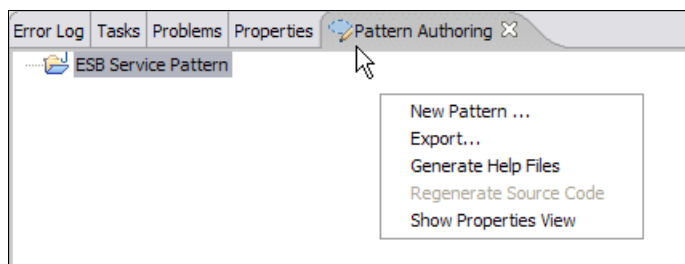 Error Log Tasks Problems Properties Pattern Authoring
ESB Service Pattern
New Pattern ...
Export...
Generate Help Files
Regenerate Source Code
Show Properties View